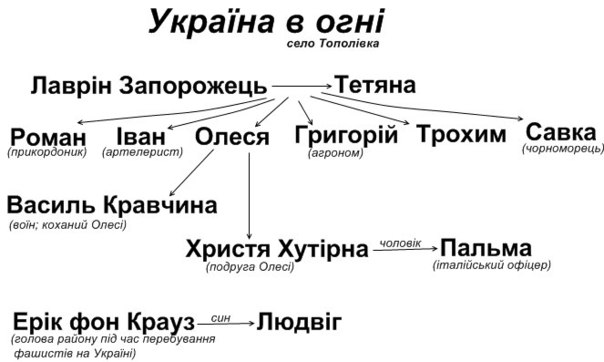 Україна в огні
село Тополівка
Лаврін Запорожець Тетяна
Роман Іван Олеся Григорій Трохим Савка
(прикордоник) (артелерист) (агроном) (чорноморець)
Василь Кравчина
(воїн; коханий Олесі)
Христя Хутірна чоловік Пальма
(подруга Олесі) (італійський офіцер)
Ерік фон Крауз син Людвіг
(голова району під час перебування
фашистів на Україні)